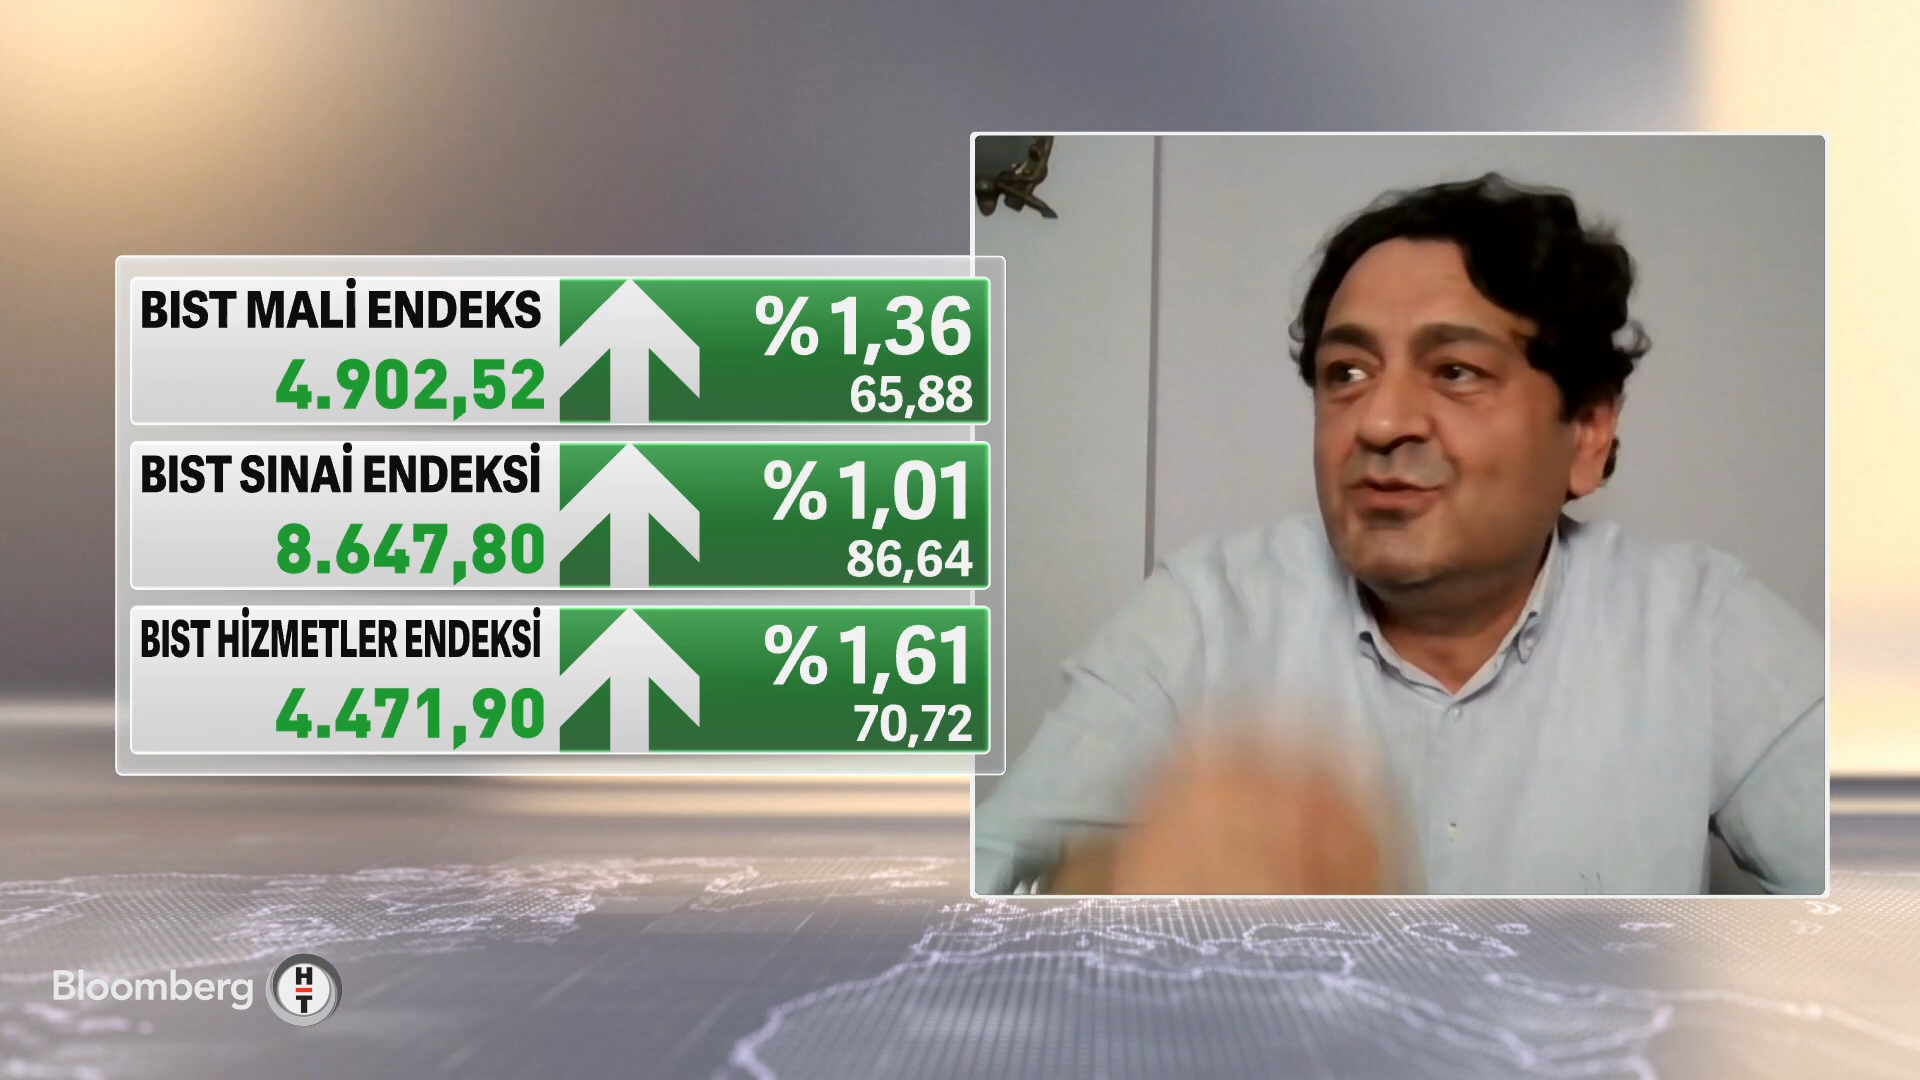 BIST MALİ ENDEKS
4.902,52
%1,36
65,88
BIST SINAİ ENDEKSİ
8.647,80
%1,01
86,64
BIST HİZMETLER ENDEKSİ
4.471,90
%1,61
70,72
Bloomberg HT